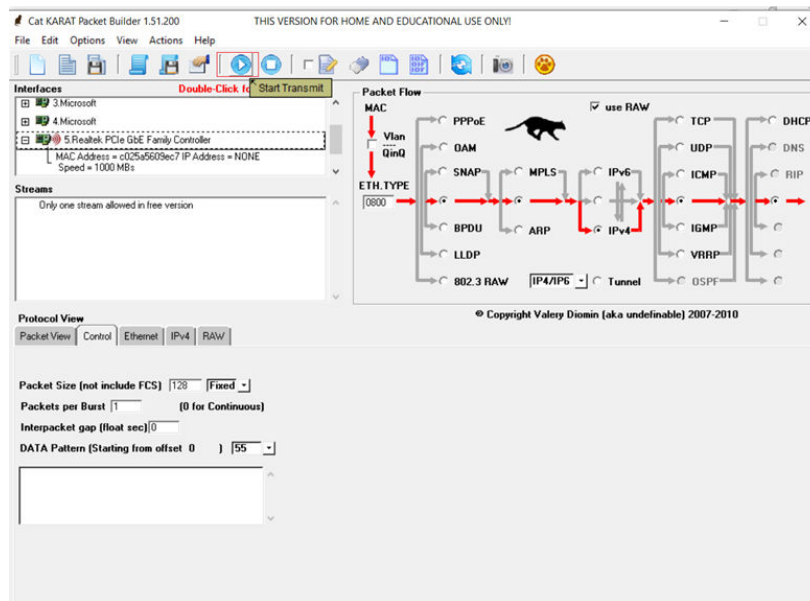 Cat KARAT Packet Builder 1.51.200 THIS VERSION FOR HOME AND EDUCATIONAL USE ONLY!
File Edit Options View Actions Help
Start Transmit
Interfaces Double-Click fo
3.Microsoft
4.Microsoft
5.Realtek PCIe GbE Family Controller
MAC Address = c025a5609ec7 IP Address = NONE
Speed = 1000 MBs
Streams
Only one stream allowed in free version
Packet Flow
MAC
Vlan
QinQ
ETH.TYPE
0800
use RAW
PPPoE
OAM
SNAP
BPDU
LLDP
802.3 RAW
MPLS
ARP
IPv6
IPv4
IP4/IP6
Tunnel
TCP
UDP
ICMP
IGMP
VRRP
OSPF
DHCP
DNS
RIP
© Copyright Valery Diomin (aka undefinable) 2007-2010
Protocol View
Packet View Control Ethernet IPv4 RAW
Packet Size (not include FCS) 128 Fixed
Packets per Burst 1 (0 for Continuous)
Interpacket gap (float sec) 0
DATA Pattern (Starting from offset 0 ) 55